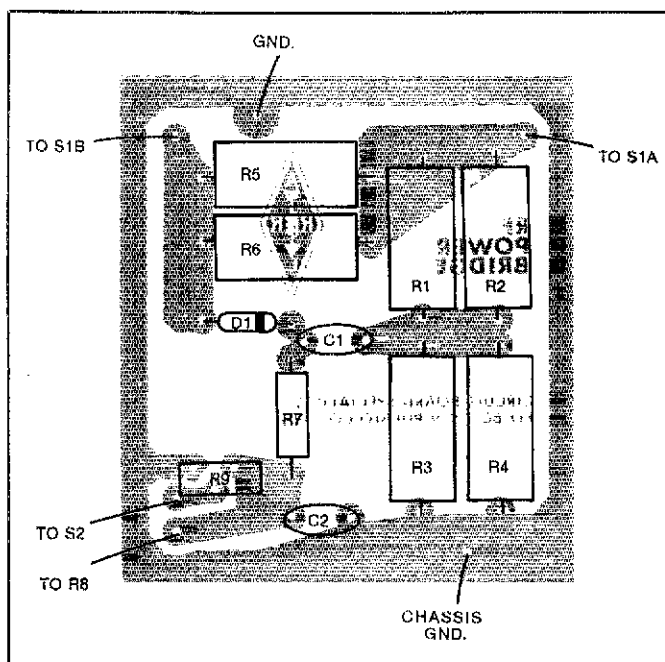 GND.
TO S1B
TO S1A
R5
R6
R1
R2
POWER
BRIDG
D1
C1
R7
R3
R4
R9
C2
TO S2
TO R8
CHASSIS
GND.